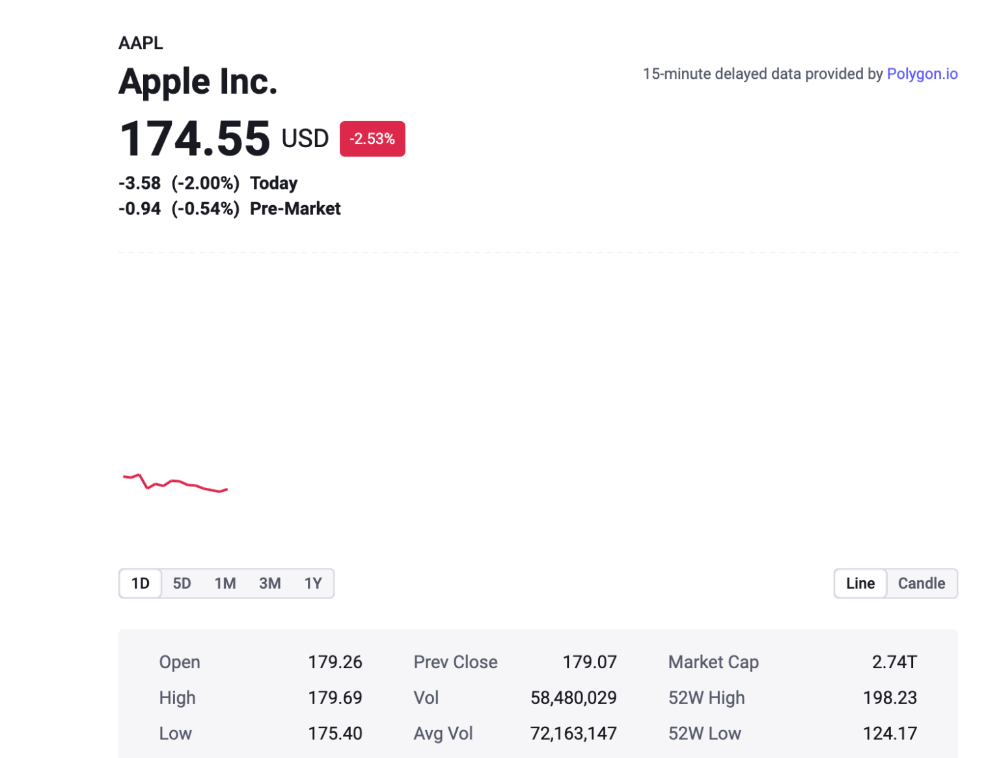 AAPL
Apple Inc.
15-minute delayed data provided by Polygon.io
174.55 USD -2.53%
-3.58 (-2.00%) Today
-0.94 (-0.54%) Pre-Market
1D 5D 1M 3M 1Y
Line Candle
Open 179.26 Prev Close 179.07 Market Cap 2.74T
High 179.69 Vol 58,480,029 52W High 198.23
Low 175.40 Avg Vol 72,163,147 52W Low 124.17